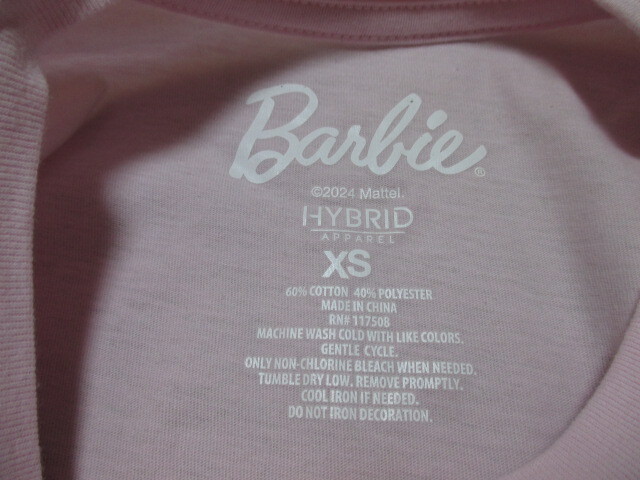 Barbie®
©2024 Mattel.
HYBRID
APPAREL
XS
60% COTTON 40% POLYESTER
MADE IN CHINA
RN# 117508
MACHINE WASH COLD WITH LIKE COLORS.
GENTLE CYCLE.
ONLY NON-CHLORINE BLEACH WHEN NEEDED.
TUMBLE DRY LOW. REMOVE PROMPTLY.
COOL IRON IF NEEDED.
DO NOT IRON DECORATION.